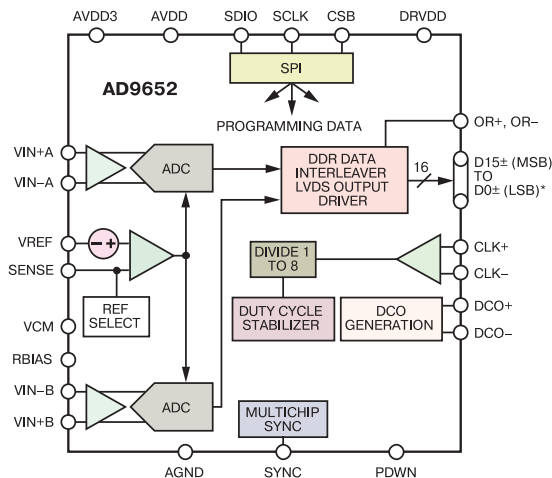 AVDD3 AVDD SDIO SCLK CSB DRVDD
SPI
AD9652
PROGRAMMING DATA
OR+, OR–
VIN+A
VIN–A
ADC
DDR DATA
INTERLEAVER
LVDS OUTPUT
DRIVER
16
D15± (MSB)
TO
D0± (LSB)*
VREF
– +
SENSE
REF
SELECT
DIVIDE 1
TO 8
CLK+
CLK–
DUTY CYCLE
STABILIZER
DCO
GENERATION
DCO+
DCO–
VCM
RBIAS
VIN–B
VIN+B
ADC
MULTICHIP
SYNC
AGND SYNC PDWN